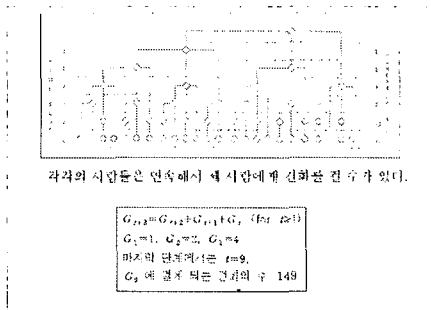 각각의 사람들은 연속해서 세 사람에게 전화를 걸 수가 있다.
G_{t+3}=G_{t+2}+G_{t+1}+G_t (for t≥1)
G_1=1, G_2=2, G_3=4
마지막 단계에서는 t=9,
G_9 에 걸게 되는 전화의 수 149